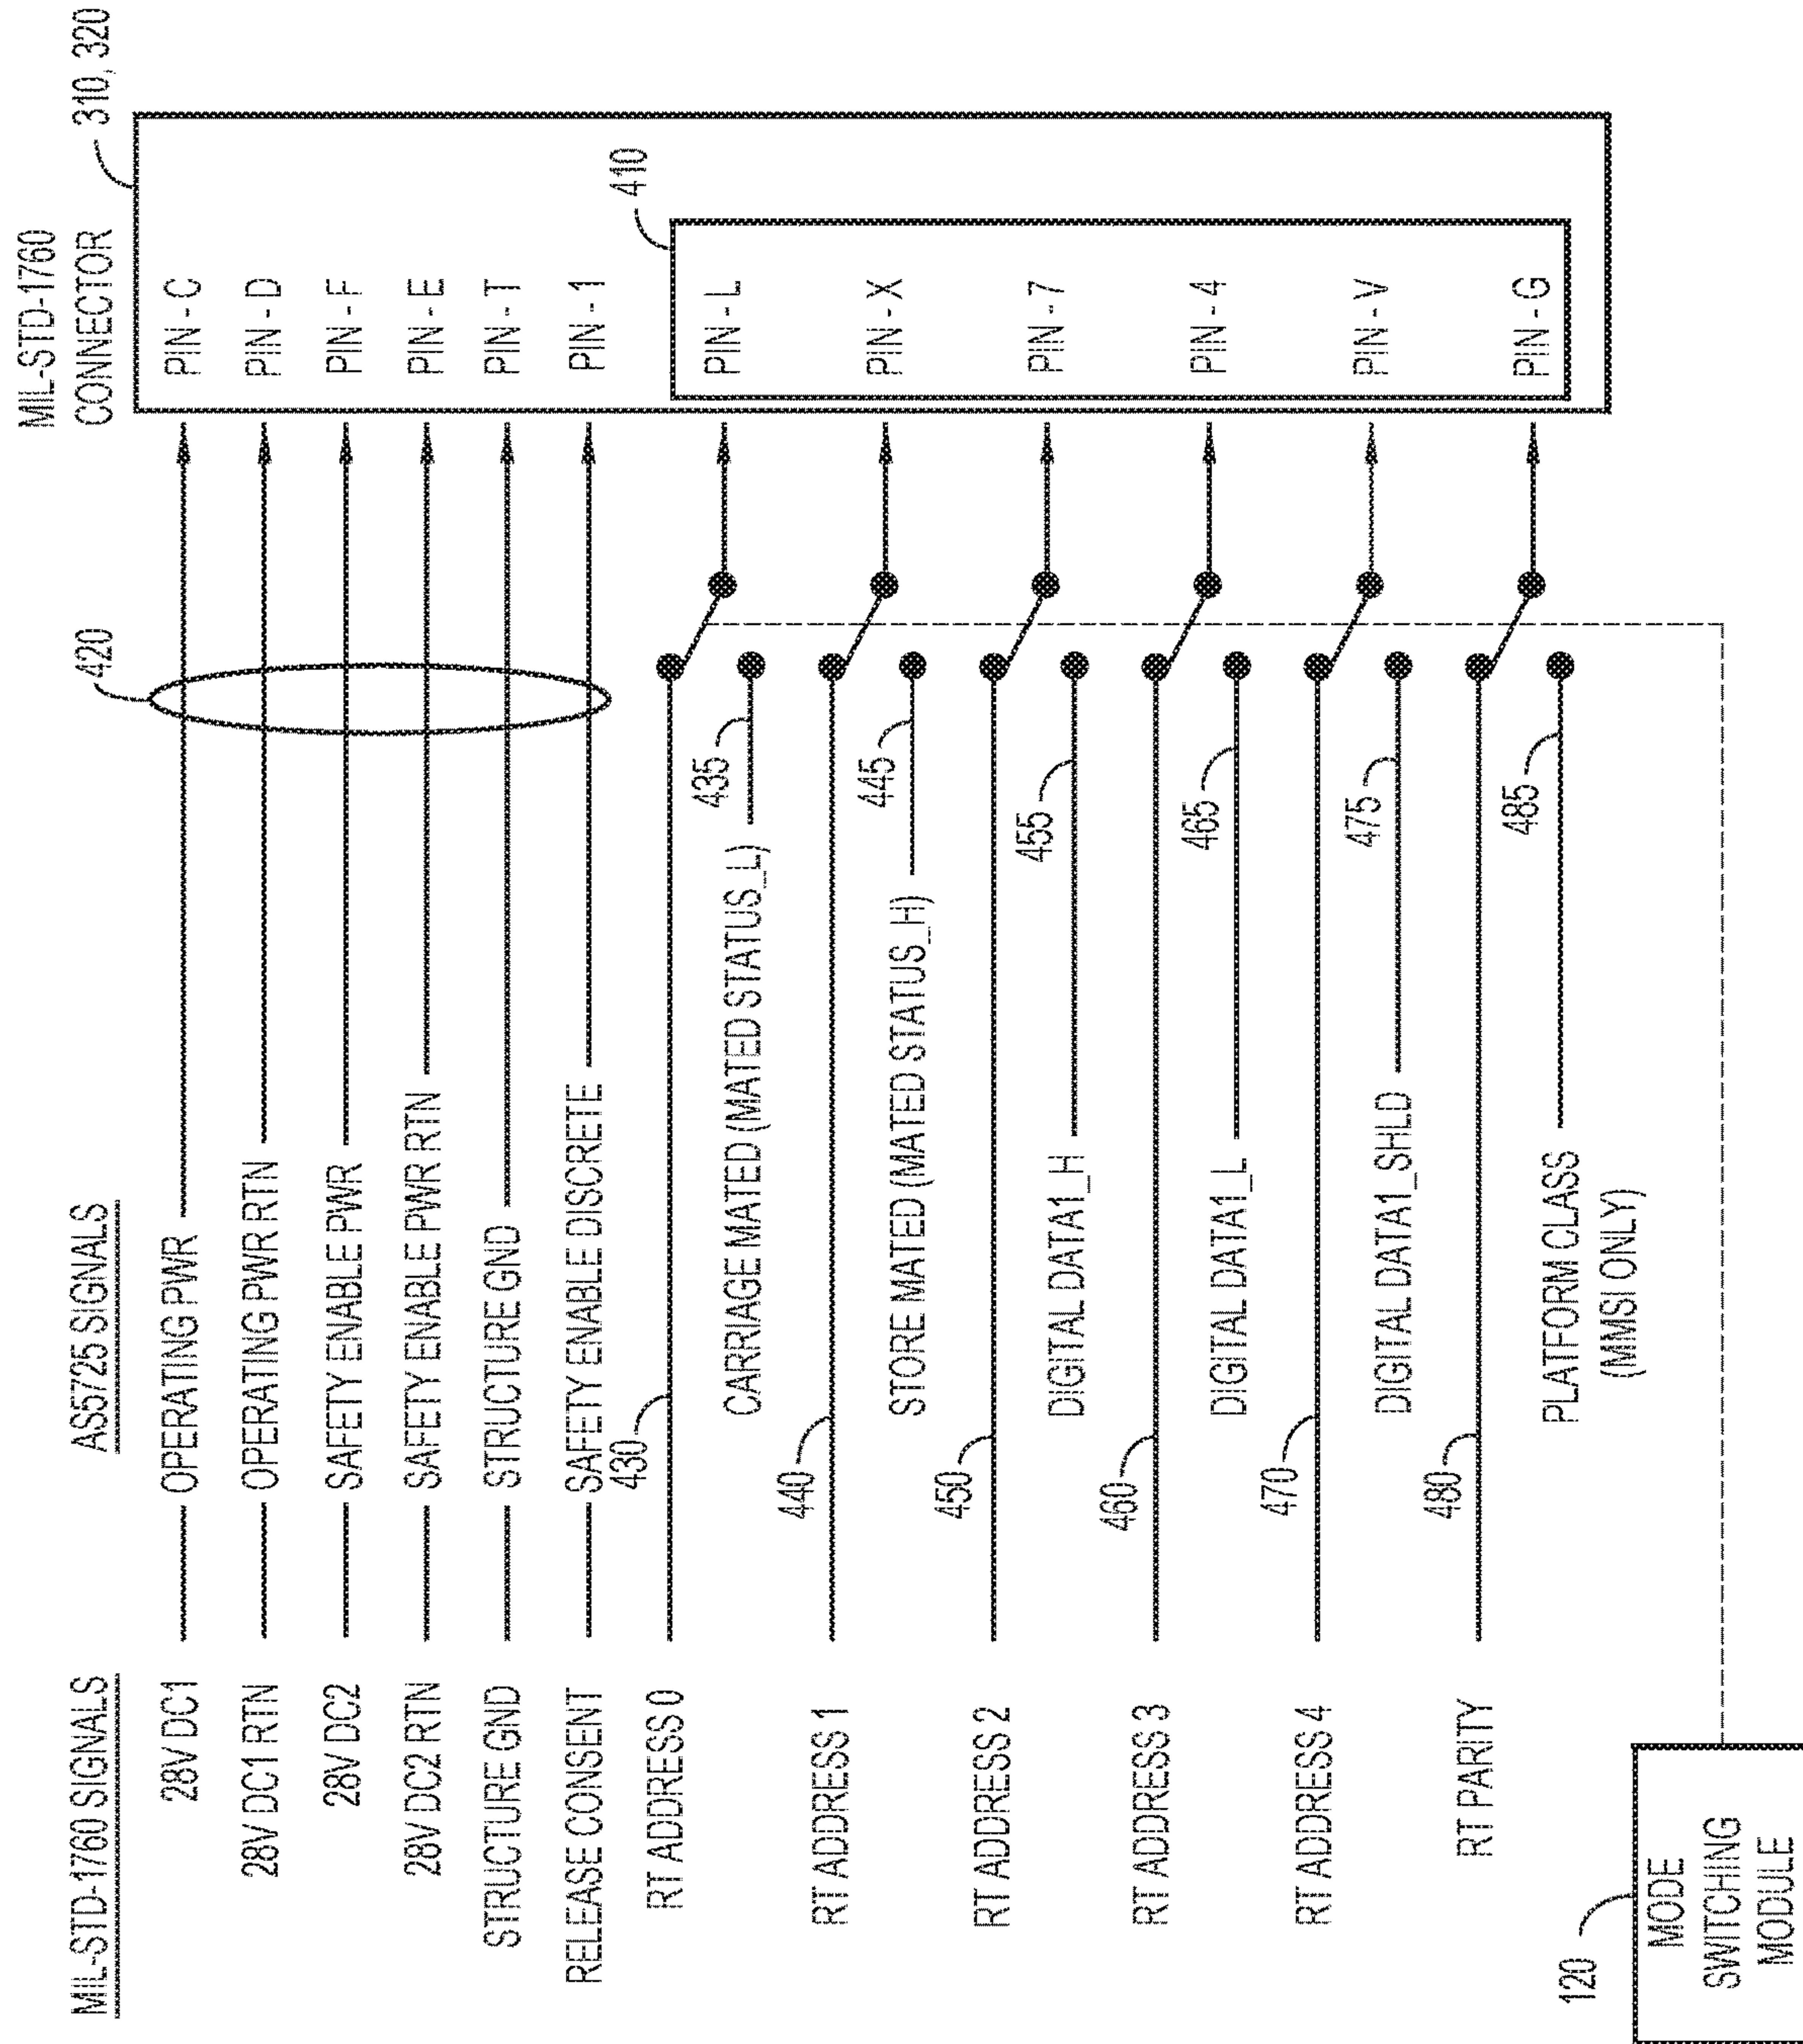 MIL-STD-1760 SIGNALS
AS5725 SIGNALS
MIL-STD-1760
CONNECTOR
310, 320
420
28V DC1
OPERATING PWR
PIN - C
28V DC1 RTN
OPERATING PWR RTN
PIN - D
28V DC2
SAFETY ENABLE PWR
PIN - F
28V DC2 RTN
SAFETY ENABLE PWR RTN
PIN - E
STRUCTURE GND
STRUCTURE GND
PIN - T
RELEASE CONSENT
SAFETY ENABLE DISCRETE
PIN - 1
410
RT ADDRESS 0
430
PIN - L
CARRIAGE MATED (MATED STATUS_L)
435
RT ADDRESS 1
440
PIN - X
STORE MATED (MATED STATUS_H)
445
RT ADDRESS 2
450
PIN - 7
DIGITAL DATA1_H
455
RT ADDRESS 3
460
PIN - 4
DIGITAL DATA1_L
465
RT ADDRESS 4
470
PIN - V
DIGITAL DATA1_SHLD
475
RT PARITY
480
PIN - G
PLATFORM CLASS
(MMSI ONLY)
485
120
MODE
SWITCHING
MODULE